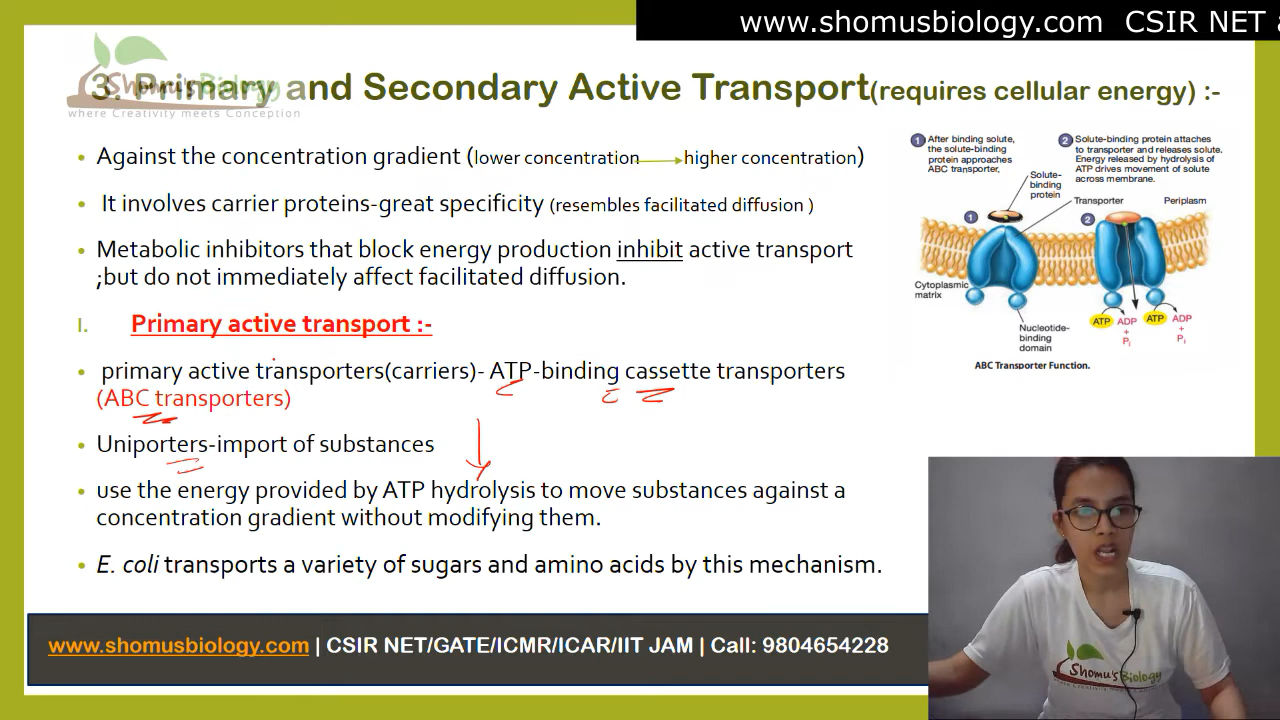 www.shomusbiology.com CSIR NET
3. Primary and Secondary Active Transport(requires cellular energy) :-
Shomu's Biology
where Creativity meets Conception
• Against the concentration gradient (lower concentration → higher concentration)
• It involves carrier proteins-great specificity (resembles facilitated diffusion )
• Metabolic inhibitors that block energy production inhibit active transport
;but do not immediately affect facilitated diffusion.
I. Primary active transport :-
• primary active transporters(carriers)- ATP-binding cassette transporters
(ABC transporters)
• Uniporters-import of substances
• use the energy provided by ATP hydrolysis to move substances against a
concentration gradient without modifying them.
• E. coli transports a variety of sugars and amino acids by this mechanism.
1 After binding solute,
the solute-binding
protein approaches
ABC transporter,
2 Solute-binding protein attaches
to transporter and releases solute.
Energy released by hydrolysis of
ATP drives movement of solute
across membrane.
Solute-
binding
protein
Transporter
Periplasm
1
2
Cytoplasmic
matrix
Nucleotide-
binding
domain
ATP ADP
+
Pi
ATP ADP
+
Pi
ABC Transporter Function.
www.shomusbiology.com | CSIR NET/GATE/ICMR/ICAR/IIT JAM | Call: 9804654228
Shomu's Biology